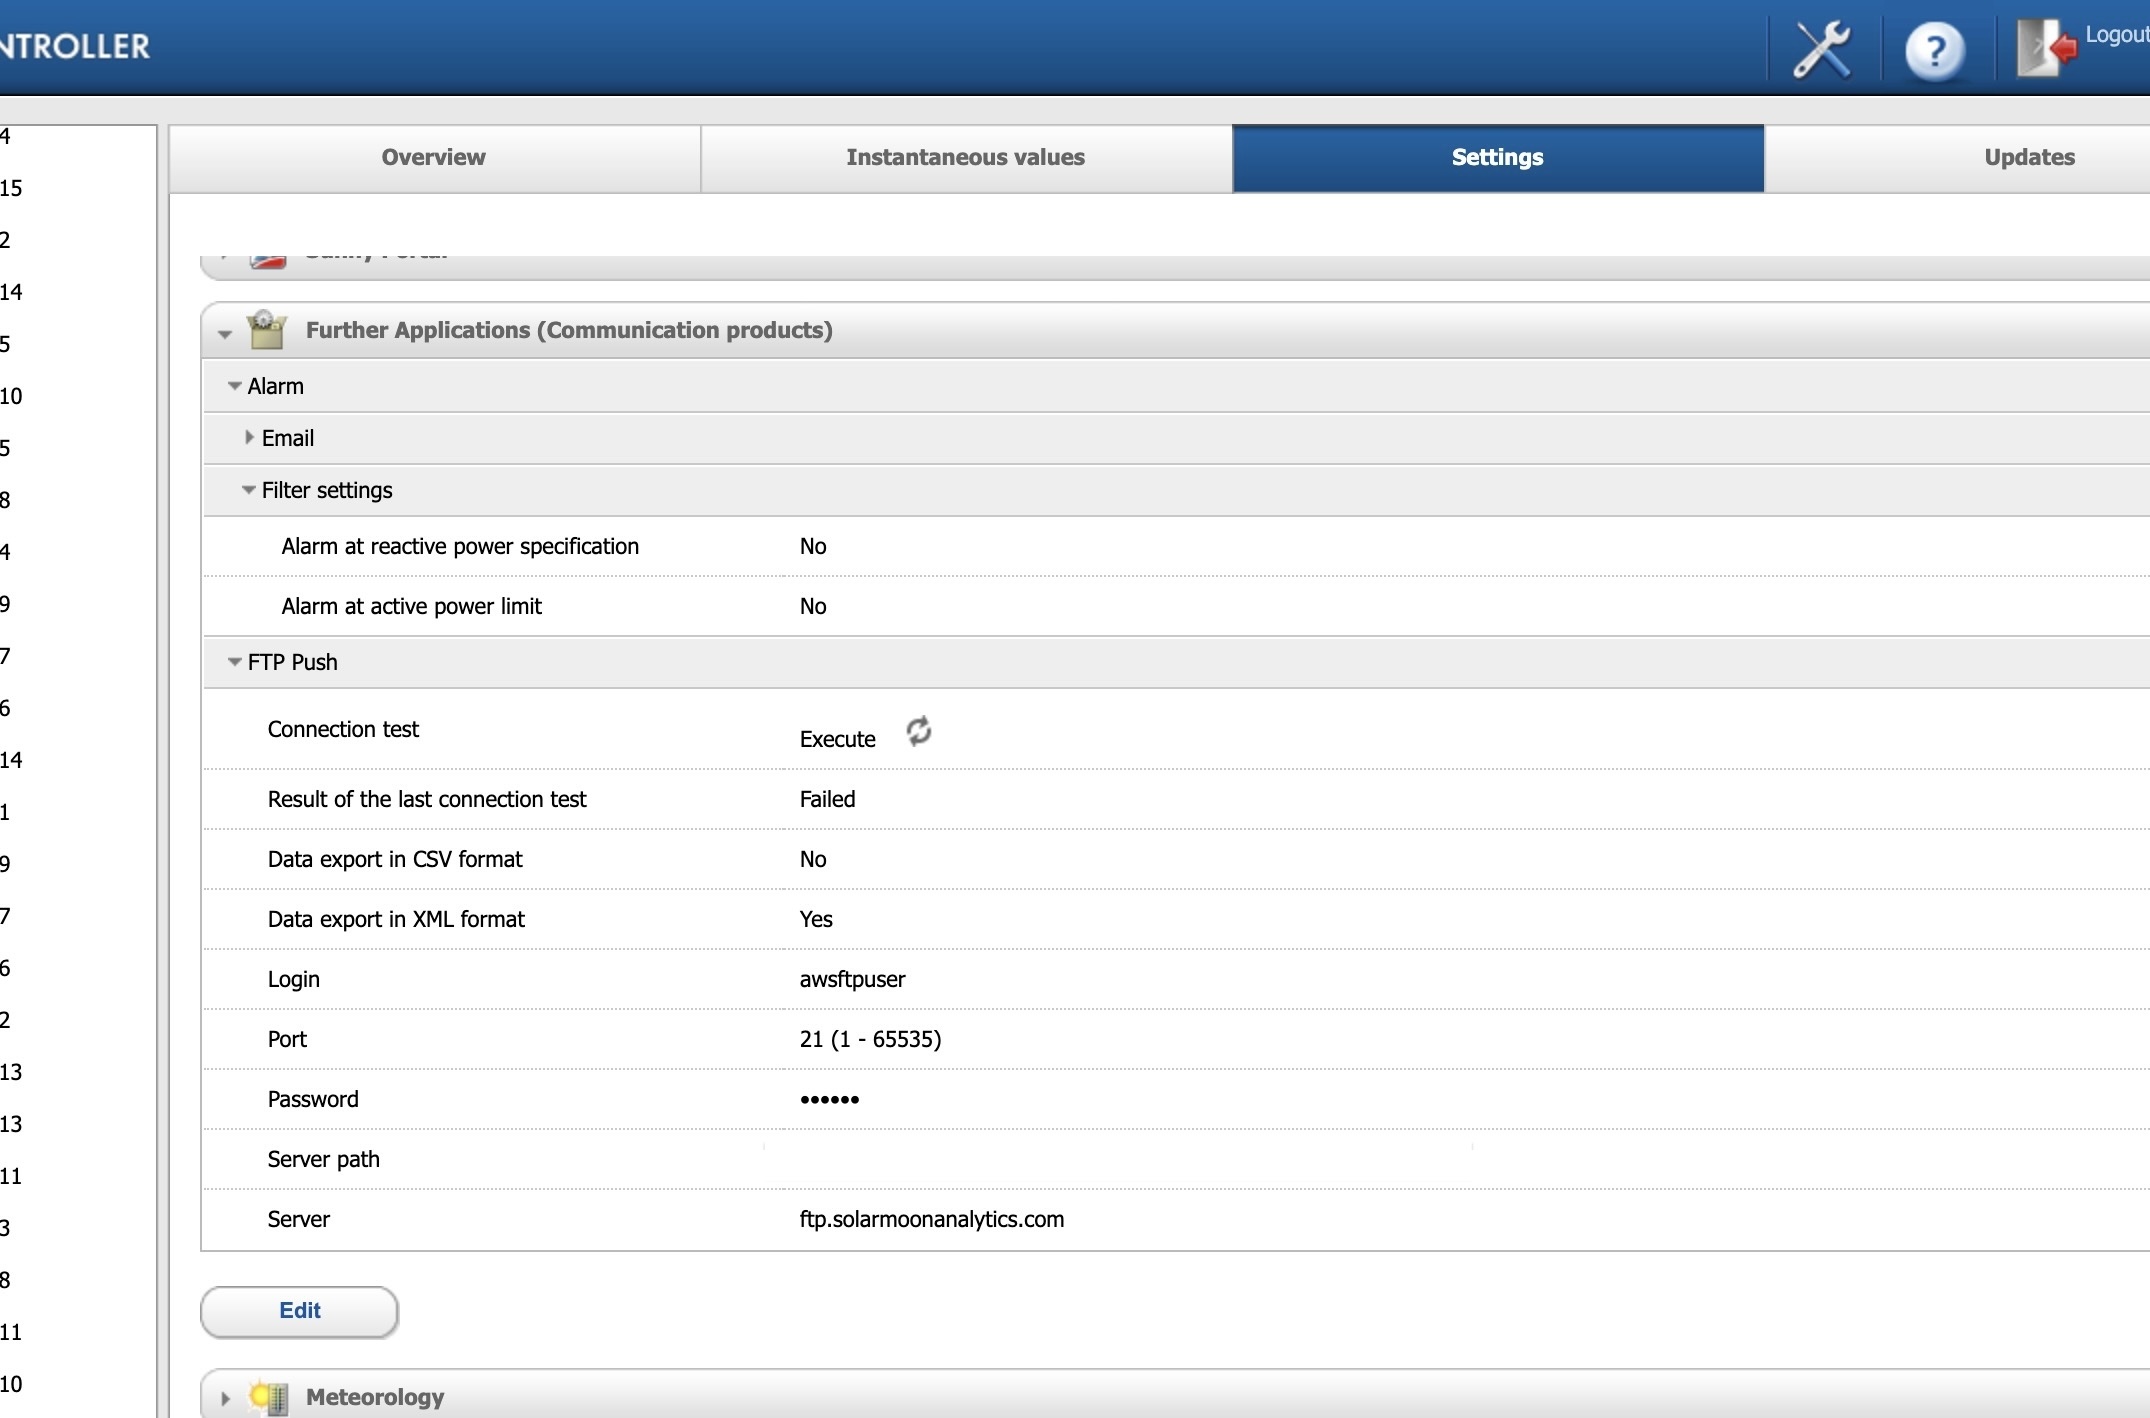 NTROLLER
Logout
Overview Instantaneous values Settings Updates
4
15
2
14
5
10
5
8
4
9
7
6
14
1
9
7
6
2
13
13
11
3
8
11
10
Sunny Portal
Further Applications (Communication products)
Alarm
Email
Filter settings
Alarm at reactive power specification No
Alarm at active power limit No
FTP Push
Connection test Execute
Result of the last connection test Failed
Data export in CSV format No
Data export in XML format Yes
Login awsftpuser
Port 21 (1 - 65535)
Password ••••••
Server path
Server ftp.solarmoonanalytics.com
Edit
Meteorology